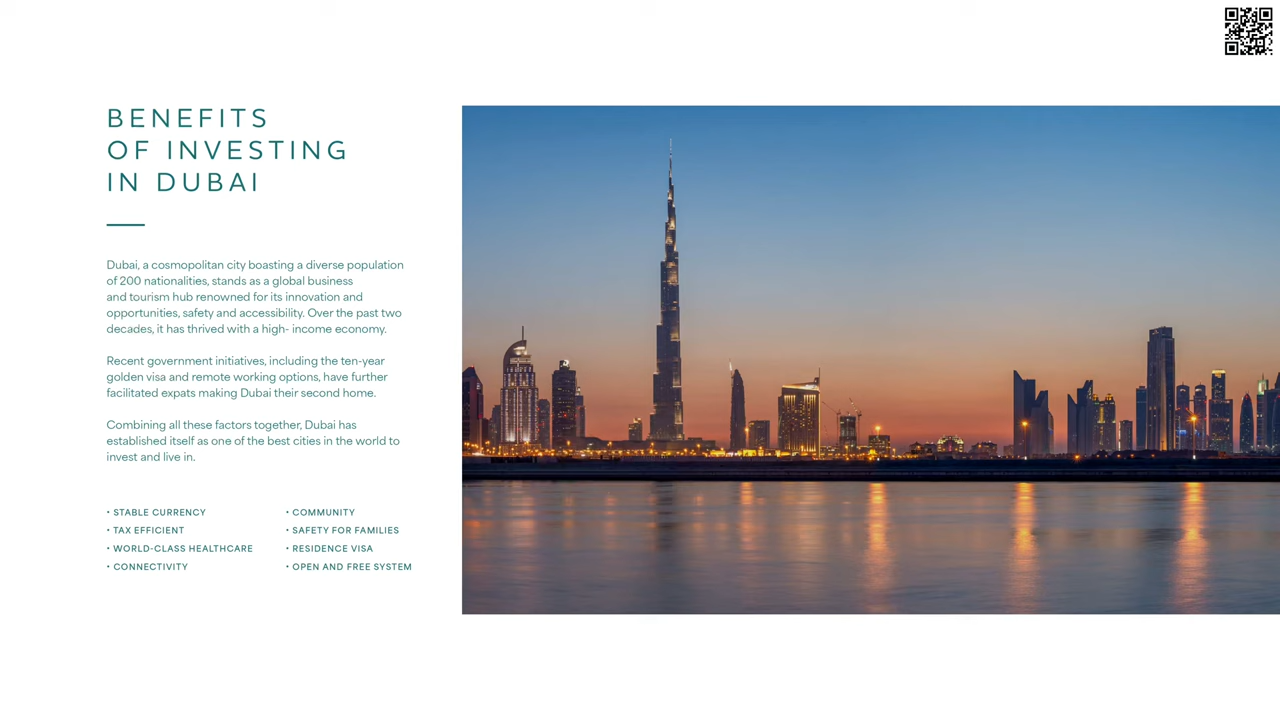 BENEFITS
OF INVESTING
IN DUBAI
Dubai, a cosmopolitan city boasting a diverse population
of 200 nationalities, stands as a global business
and tourism hub renowned for its innovation and
opportunities, safety and accessibility. Over the past two
decades, it has thrived with a high- income economy.
Recent government initiatives, including the ten-year
golden visa and remote working options, have further
facilitated expats making Dubai their second home.
Combining all these factors together, Dubai has
established itself as one of the best cities in the world to
invest and live in.
• STABLE CURRENCY
• TAX EFFICIENT
• WORLD-CLASS HEALTHCARE
• CONNECTIVITY
• COMMUNITY
• SAFETY FOR FAMILIES
• RESIDENCE VISA
• OPEN AND FREE SYSTEM